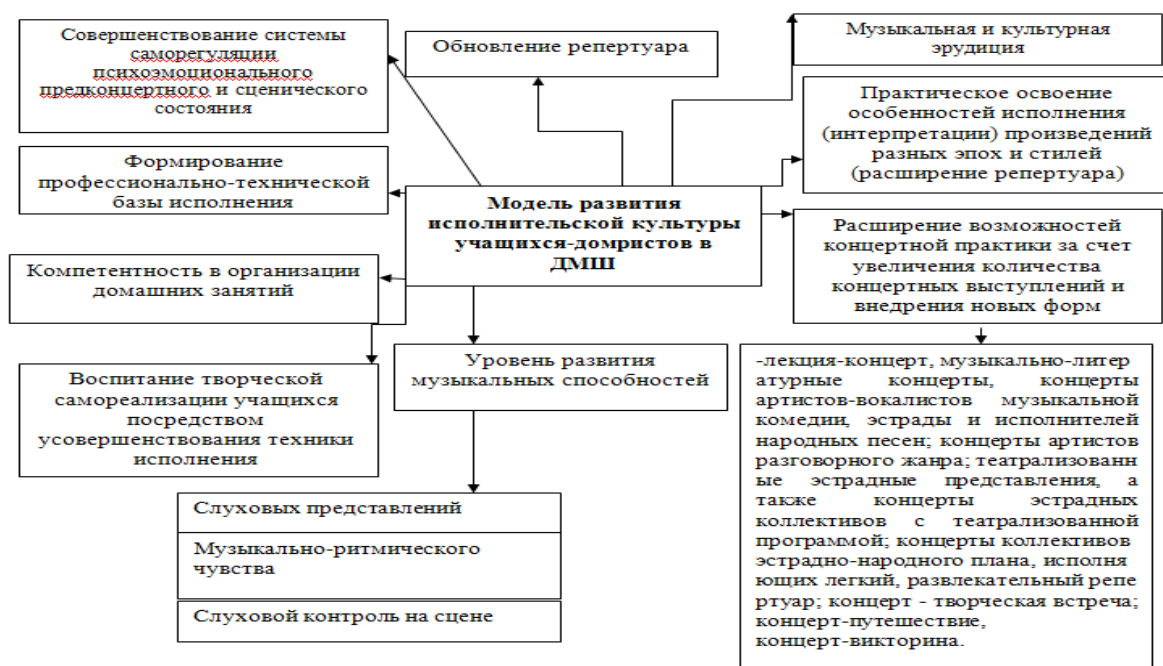 Совершенствование системы
саморегуляции
психоэмоционального
предконцертного и сценического
состояния
Обновление репертуара
Музыкальная и культурная
эрудиция
Практическое освоение
особенностей исполнения
(интерпретации) произведений
разных эпох и стилей
(расширение репертуара)
Формирование
профессионально-технической
базы исполнения
Модель развития
исполнительской культуры
учащихся-домристов в
ДМШ
Расширение возможностей
концертной практики за счет
увеличения количества
концертных выступлений и
внедрения новых форм
Компетентность в организации
домашних занятий
Воспитание творческой
самореализации учащихся
посредством
усовершенствования техники
исполнения
Уровень развития
музыкальных способностей
-лекция-концерт, музыкально-литер
атурные концерты, концерты
артистов-вокалистов музыкальной
комедии, эстрады и исполнителей
народных песен; концерты артистов
разговорного жанра; театрализованн
ые эстрадные представления, а
также концерты эстрадных
коллективов с театрализованной
программой; концерты коллективов
эстрадно-народного плана, исполня
ющих легкий, развлекательный репе
ртуар; концерт - творческая встреча;
концерт-путешествие,
концерт-викторина.
Слуховых представлений
Музыкально-ритмического
чувства
Слуховой контроль на сцене